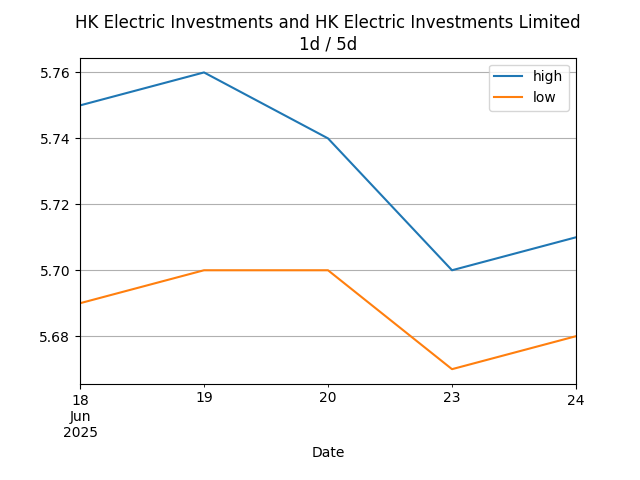 HK Electric Investments and HK Electric Investments Limited
1d / 5d
high
low
5.76
5.74
5.72
5.70
5.68
18
Jun
2025
19
20
23
24
Date